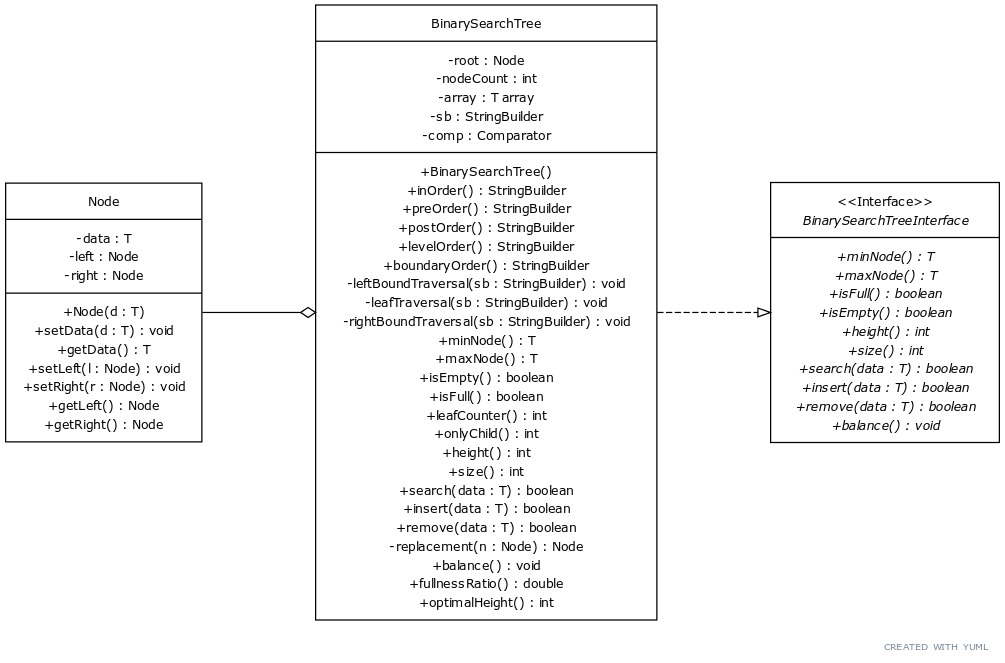 Node
-data : T
-left : Node
-right : Node
+Node(d : T)
+setData(d : T) : void
+getData() : T
+setLeft(l : Node) : void
+setRight(r : Node) : void
+getLeft() : Node
+getRight() : Node
BinarySearchTree
-root : Node
-nodeCount : int
-array : T array
-sb : StringBuilder
-comp : Comparator
+BinarySearchTree()
+inOrder() : StringBuilder
+preOrder() : StringBuilder
+postOrder() : StringBuilder
+levelOrder() : StringBuilder
+boundaryOrder() : StringBuilder
-leftBoundTraversal(sb : StringBuilder) : void
-leafTraversal(sb : StringBuilder) : void
-rightBoundTraversal(sb : StringBuilder) : void
+minNode() : T
+maxNode() : T
+isEmpty() : boolean
+isFull() : boolean
+leafCounter() : int
+onlyChild() : int
+height() : int
+size() : int
+search(data : T) : boolean
+insert(data : T) : boolean
+remove(data : T) : boolean
-replacement(n : Node) : Node
+balance() : void
+fullnessRatio() : double
+optimalHeight() : int
<<Interface>>
BinarySearchTreeInterface
+minNode() : T
+maxNode() : T
+isFull() : boolean
+isEmpty() : boolean
+height() : int
+size() : int
+search(data : T) : boolean
+insert(data : T) : boolean
+remove(data : T) : boolean
+balance() : void
CREATED WITH YUML